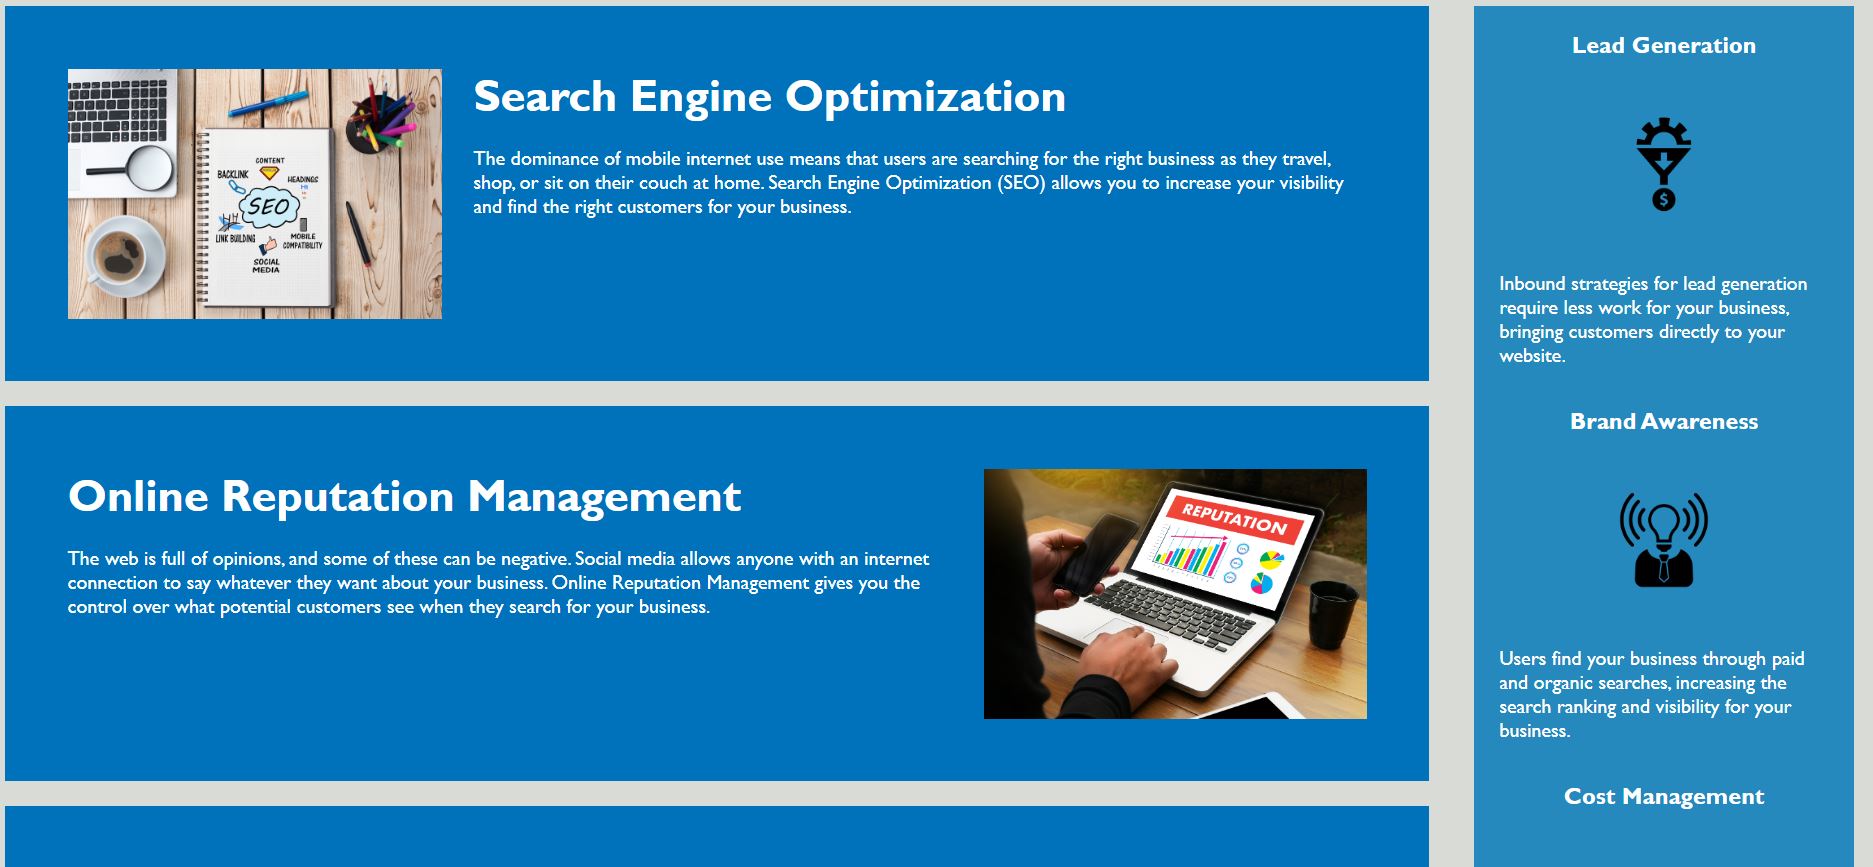 Search Engine Optimization
The dominance of mobile internet use means that users are searching for the right business as they travel,
shop, or sit on their couch at home. Search Engine Optimization (SEO) allows you to increase your visibility
and find the right customers for your business.
CONTENT
BACKLINK
HEADINGS
H1
SEO
LINK BUILDING
MOBILE
COMPATIBILITY
SOCIAL
MEDIA
Online Reputation Management
The web is full of opinions, and some of these can be negative. Social media allows anyone with an internet
connection to say whatever they want about your business. Online Reputation Management gives you the
control over what potential customers see when they search for your business.
REPUTATION
Lead Generation
$
Inbound strategies for lead generation
require less work for your business,
bringing customers directly to your
website.
Brand Awareness
Users find your business through paid
and organic searches, increasing the
search ranking and visibility for your
business.
Cost Management